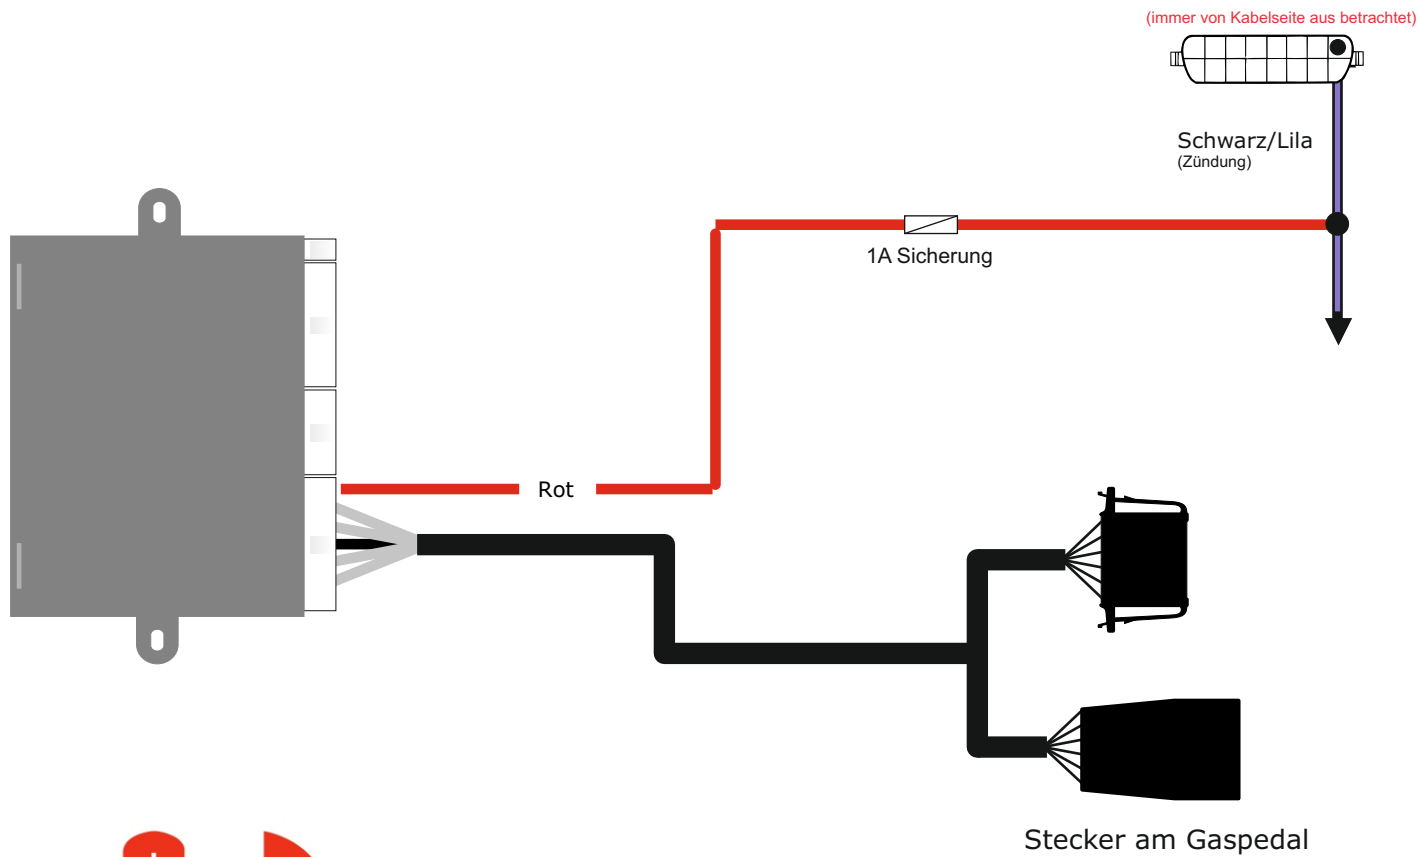 (immer von Kabelseite aus betrachtet)
Schwarz/Lila
(Zündung)
1A Sicherung
Rot
Stecker am Gaspedal